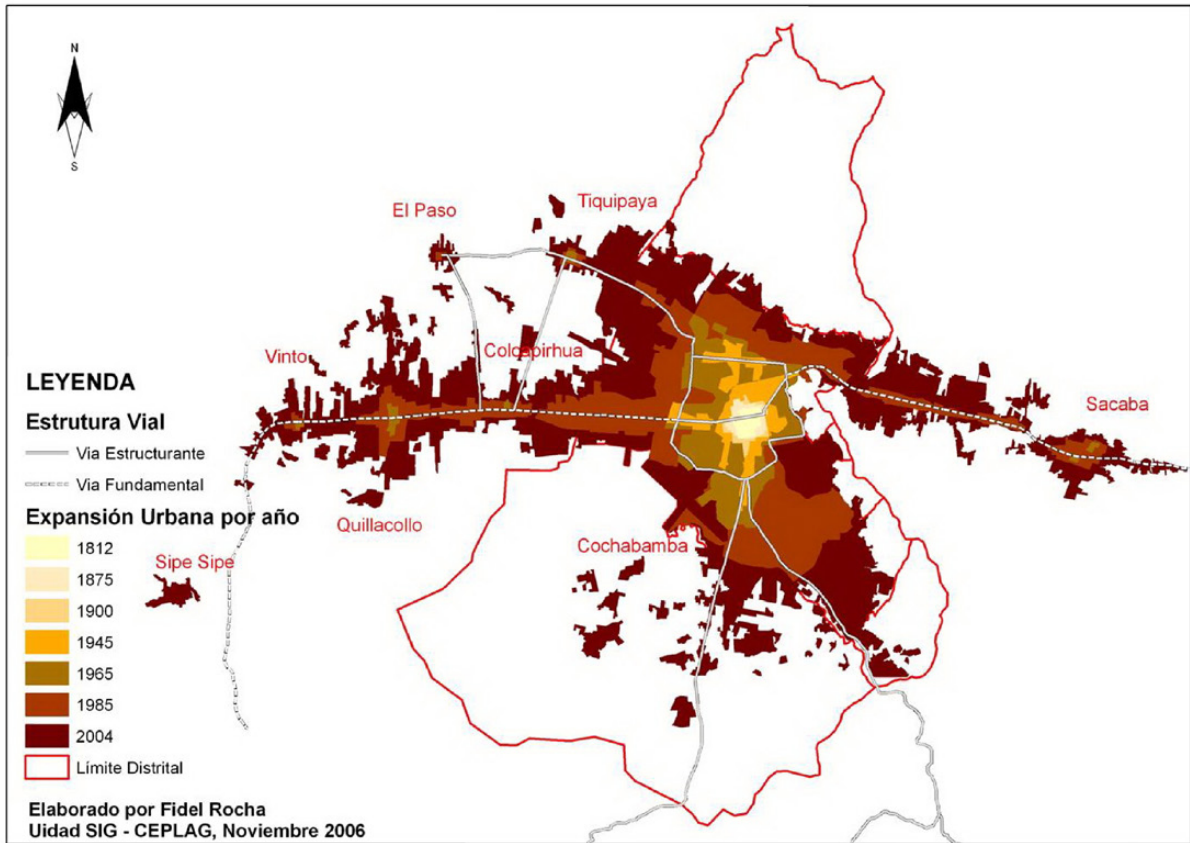 N
S
El Paso
Tiquipaya
Vinto
Colcapirhua
Sacaba
Quillacollo
Cochabamba
Sipe Sipe
LEYENDA
Estrutura Vial
Via Estructurante
Via Fundamental
Expansión Urbana por año
1812
1875
1900
1945
1965
1985
2004
Límite Distrital
Elaborado por Fidel Rocha
Uidad SIG - CEPLAG, Noviembre 2006